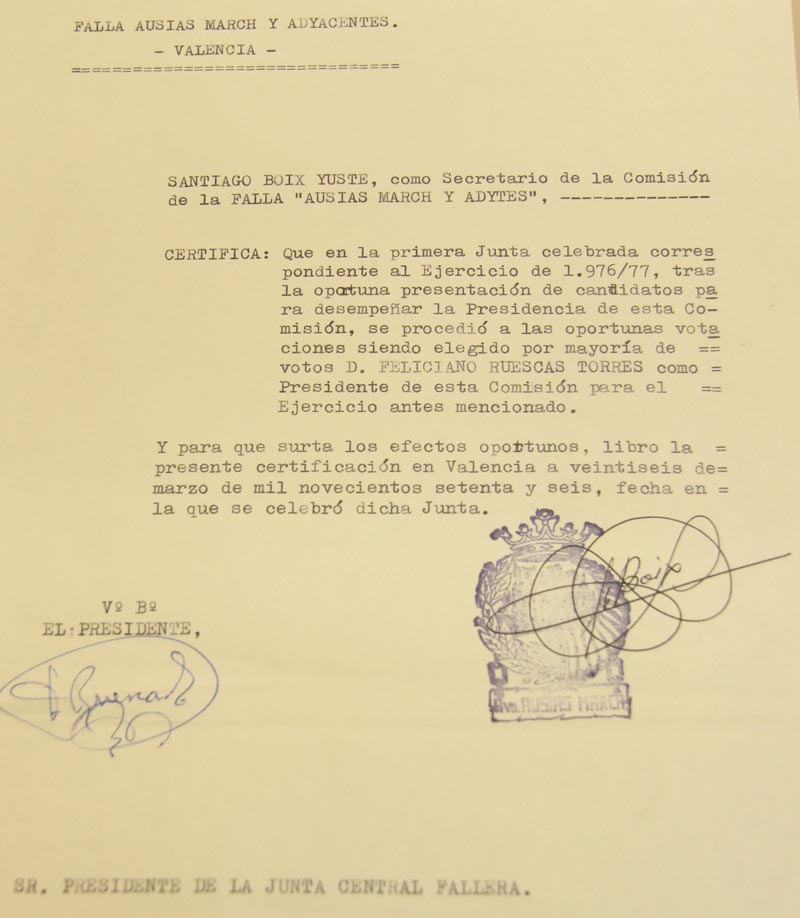 FALLA AUSIAS MARCH Y ADYACENTES.
- VALENCIA -
=================================
SANTIAGO BOIX YUSTE, como Secretario de la Comisión
de la FALLA "AUSIAS MARCH Y ADYTES", --------------
CERTIFICA: Que en la primera Junta celebrada corres
pondiente al Ejercicio de 1.976/77, tras
la oportuna presentación de candidatos pa
ra desempeñar la Presidencia de esta Co-
misión, se procedió a las oportunas vota
ciones siendo elegido por mayoría de ==
votos D. FELICIANO RUESCAS TORRES como =
Presidente de esta Comisión para el ==
Ejercicio antes mencionado.
Y para que surta los efectos oportunos, libro la =
presente certificación en Valencia a veintiseis de=
marzo de mil novecientos setenta y seis, fecha en =
la que se celebró dicha Junta.
Boix
Vº Bº
EL PRESIDENTE,
AUSIAS MARCH
SR. PRESIDENTE DE LA JUNTA CENTRAL FALLERA.